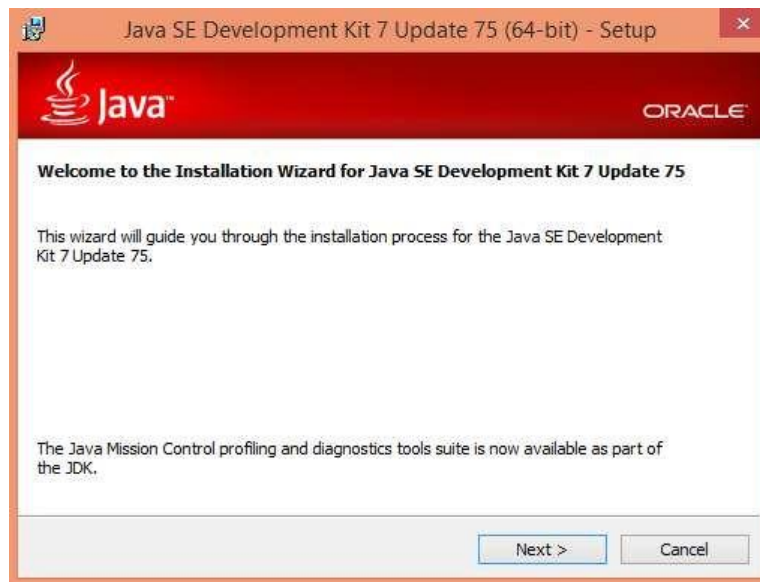 Java SE Development Kit 7 Update 75 (64-bit) - Setup
Java™
ORACLE
Welcome to the Installation Wizard for Java SE Development Kit 7 Update 75
This wizard will guide you through the installation process for the Java SE Development
Kit 7 Update 75.
The Java Mission Control profiling and diagnostics tools suite is now available as part of
the JDK.
Next >
Cancel